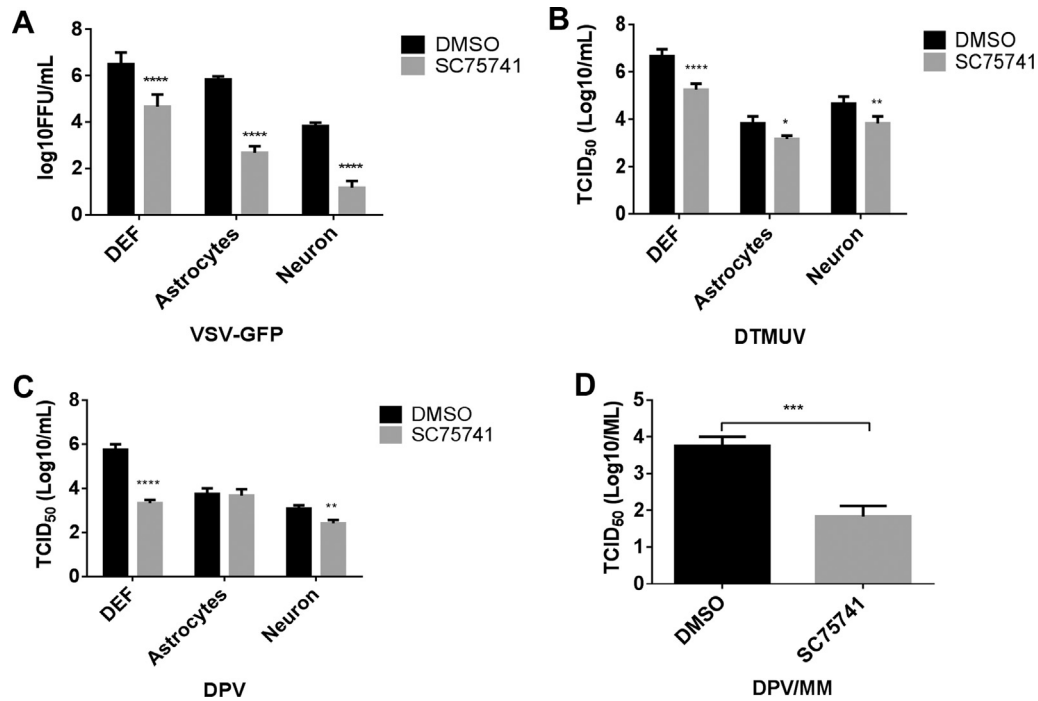 A
log10FFU/mL
8
6
4
2
0
DMSO
SC75741
****
****
****
DEF
Astrocytes
Neuron
VSV-GFP
B
TCID50 (Log10/mL)
8
6
4
2
0
DMSO
SC75741
****
*
**
DEF
Astrocytes
Neuron
DTMUV
C
TCID50 (Log10/mL)
8
6
4
2
0
DMSO
SC75741
****
**
DEF
Astrocytes
Neuron
DPV
D
TCID50 (Log10/ML)
5
4
3
2
1
0
***
DMSO
SC75741
DPV/MM